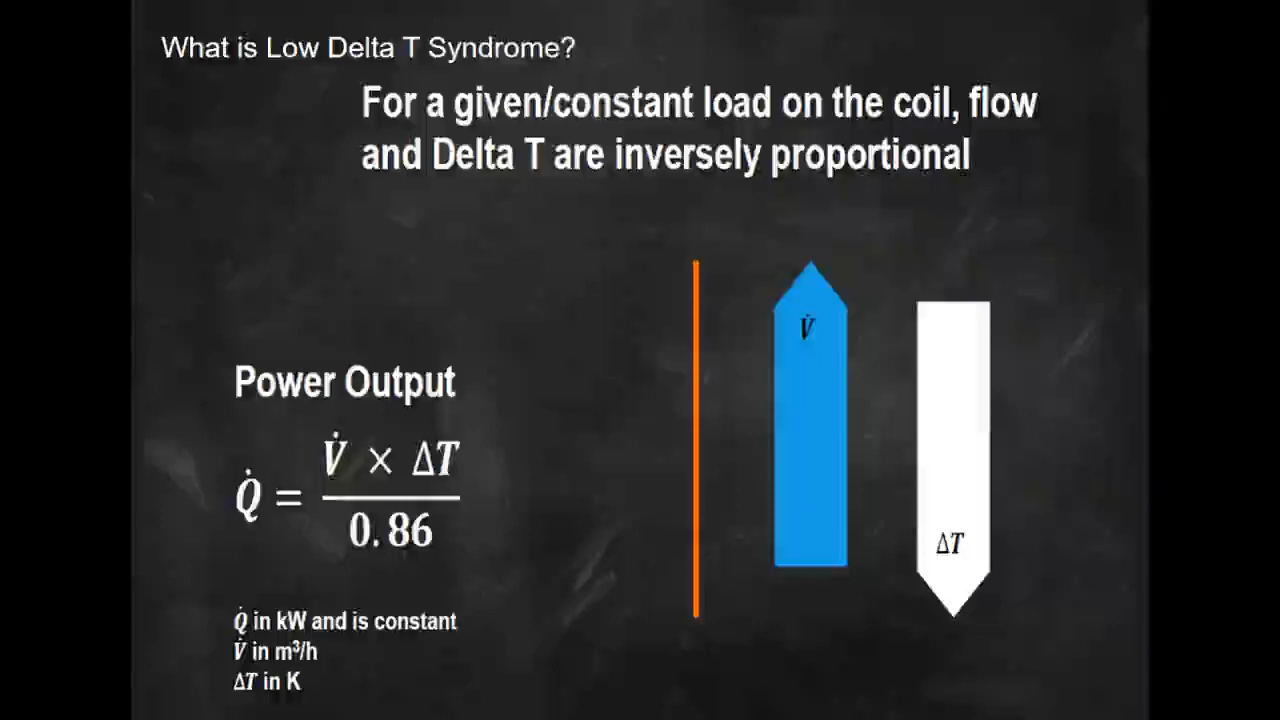 What is Low Delta T Syndrome?
For a given/constant load on the coil, flow
and Delta T are inversely proportional
V̇
Power Output
V̇ × ΔT
Q̇ =
0.86
ΔT
Q̇ in kW and is constant
V̇ in m³/h
ΔT in K